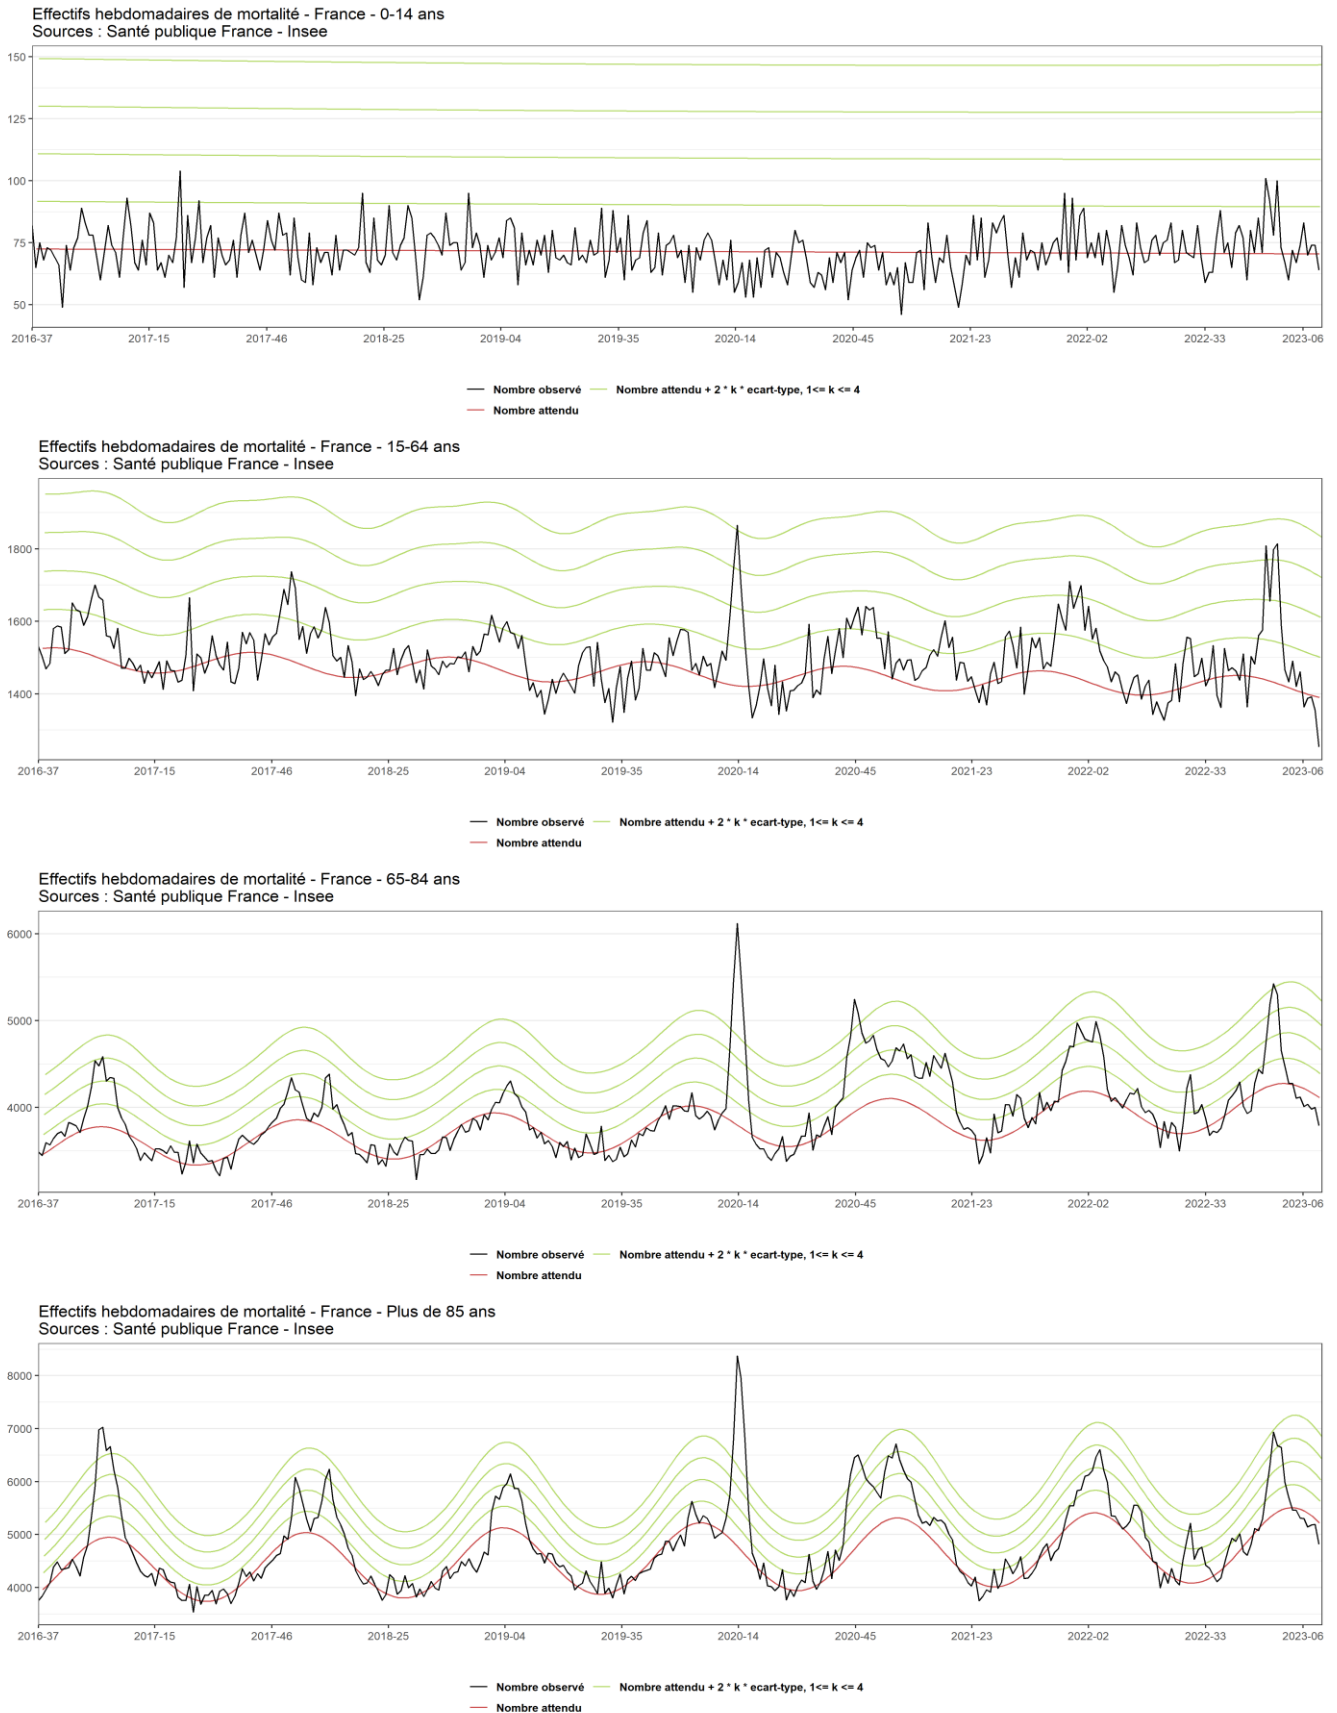 Effectifs hebdomadaires de mortalité - France - 0-14 ans
Sources : Santé publique France - Insee
150
125
100
75
50
2016-37 2017-15 2017-46 2018-25 2019-04 2019-35 2020-14 2020-45 2021-23 2022-02 2022-33 2023-06
Nombre observé Nombre attendu + 2 * k * ecart-type, 1<= k <= 4
Nombre attendu
Effectifs hebdomadaires de mortalité - France - 15-64 ans
Sources : Santé publique France - Insee
1800
1600
1400
2016-37 2017-15 2017-46 2018-25 2019-04 2019-35 2020-14 2020-45 2021-23 2022-02 2022-33 2023-06
Nombre observé Nombre attendu + 2 * k * ecart-type, 1<= k <= 4
Nombre attendu
Effectifs hebdomadaires de mortalité - France - 65-84 ans
Sources : Santé publique France - Insee
6000
5000
4000
2016-37 2017-15 2017-46 2018-25 2019-04 2019-35 2020-14 2020-45 2021-23 2022-02 2022-33 2023-06
Nombre observé Nombre attendu + 2 * k * ecart-type, 1<= k <= 4
Nombre attendu
Effectifs hebdomadaires de mortalité - France - Plus de 85 ans
Sources : Santé publique France - Insee
8000
7000
6000
5000
4000
2016-37 2017-15 2017-46 2018-25 2019-04 2019-35 2020-14 2020-45 2021-23 2022-02 2022-33 2023-06
Nombre observé Nombre attendu + 2 * k * ecart-type, 1<= k <= 4
Nombre attendu